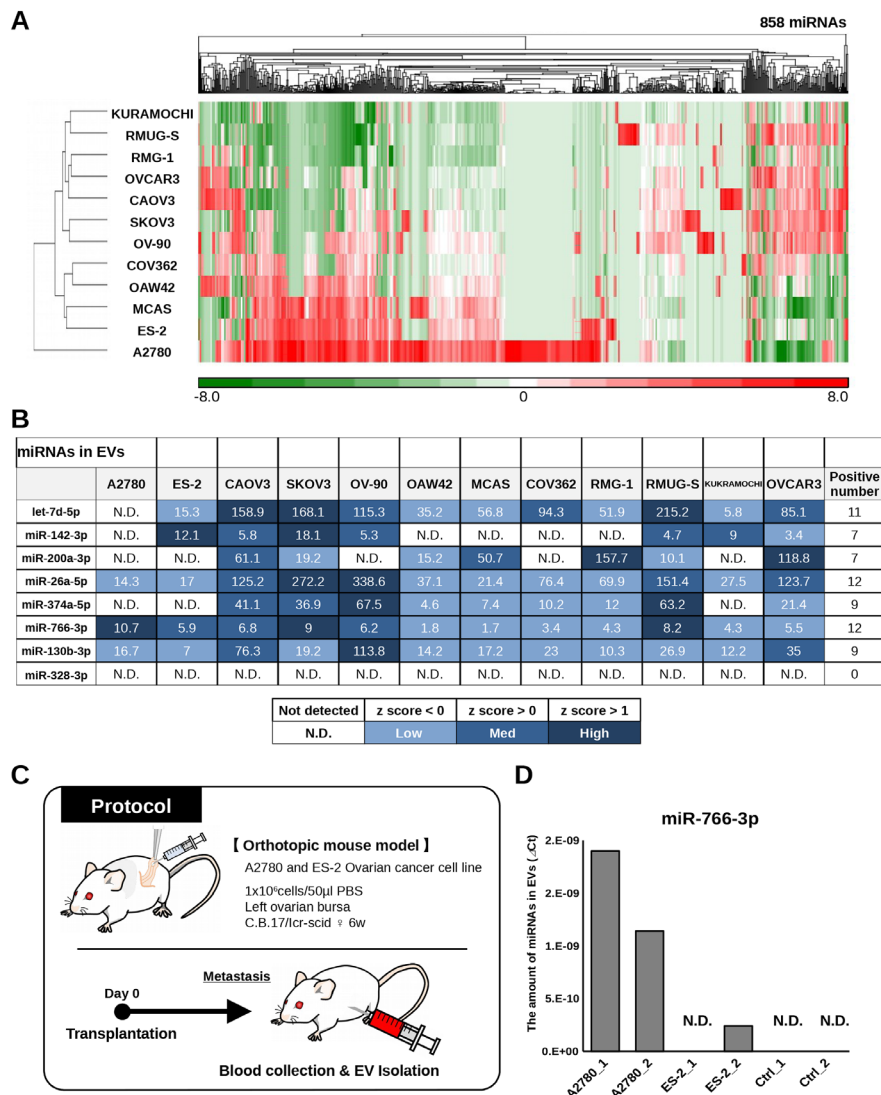 A
858 miRNAs
KURAMOCHI
RMUG-S
RMG-1
OVCAR3
CAOV3
SKOV3
OV-90
COV362
OAW42
MCAS
ES-2
A2780
-8.0 0 8.0
B
miRNAs in EVs
A2780 ES-2 CAOV3 SKOV3 OV-90 OAW42 MCAS COV362 RMG-1 RMUG-S KUKRAMOCHI OVCAR3 Positive number
let-7d-5p N.D. 15.3 158.9 168.1 115.3 35.2 56.8 94.3 51.9 215.2 5.8 85.1 11
miR-142-3p N.D. 12.1 5.8 18.1 5.3 N.D. N.D. N.D. N.D. 4.7 9 3.4 7
miR-200a-3p N.D. N.D. 61.1 19.2 N.D. 15.2 50.7 N.D. 157.7 10.1 N.D. 118.8 7
miR-26a-5p 14.3 17 125.2 272.2 338.6 37.1 21.4 76.4 69.9 151.4 27.5 123.7 12
miR-374a-5p N.D. N.D. 41.1 36.9 67.5 4.6 7.4 10.2 12 63.2 N.D. 21.4 9
miR-766-3p 10.7 5.9 6.8 9 6.2 1.8 1.7 3.4 4.3 8.2 4.3 5.5 12
miR-130b-3p 16.7 7 76.3 19.2 113.8 14.2 17.2 23 10.3 26.9 12.2 35 9
miR-328-3p N.D. N.D. N.D. N.D. N.D. N.D. N.D. N.D. N.D. N.D. N.D. N.D. 0
Not detected z score < 0 z score > 0 z score > 1
N.D. Low Med High
C
Protocol
【 Orthotopic mouse model 】
A2780 and ES-2 Ovarian cancer cell line
1x10⁶cells/50µl PBS
Left ovarian bursa
C.B.17/Icr-scid ♀ 6w
Metastasis
Day 0
Transplantation
Blood collection & EV Isolation
D
miR-766-3p
The amount of miRNAs in EVs (⊿Ct)
2.E-09
2.E-09
1.E-09
5.E-10
0.E+00
N.D. N.D. N.D.
A2780_1 A2780_2 ES-2_1 ES-2_2 Ctrl_1 Ctrl_2